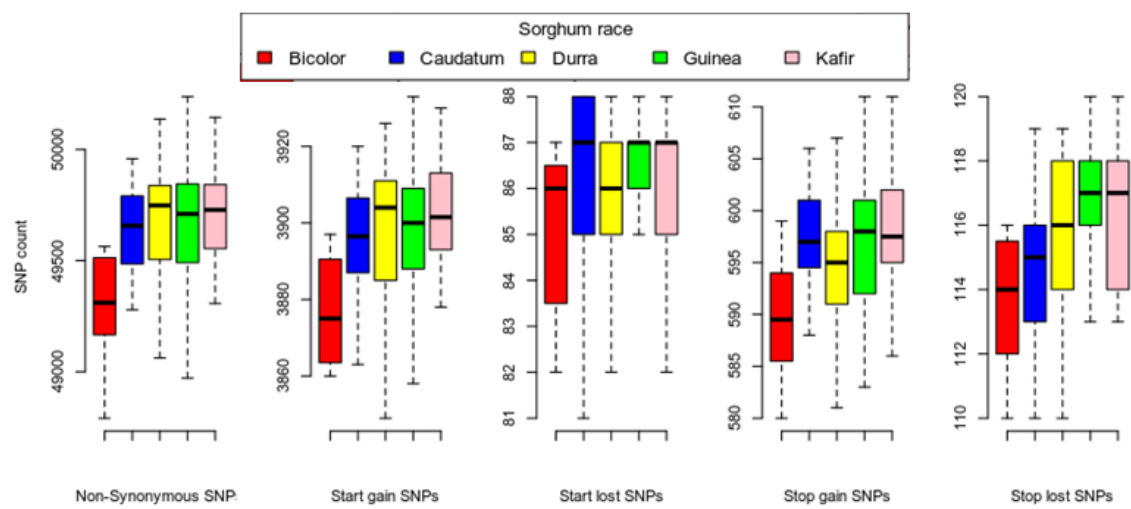 Sorghum race
Bicolor Caudatum Durra Guinea Kafir
SNP count
49000 49500 50000
3860 3880 3900 3920
81 82 83 84 85 86 87 88
580 585 590 595 600 605 610
110 112 114 116 118 120
Non-Synonymous SNP Start gain SNPs Start lost SNPs Stop gain SNPs Stop lost SNPs